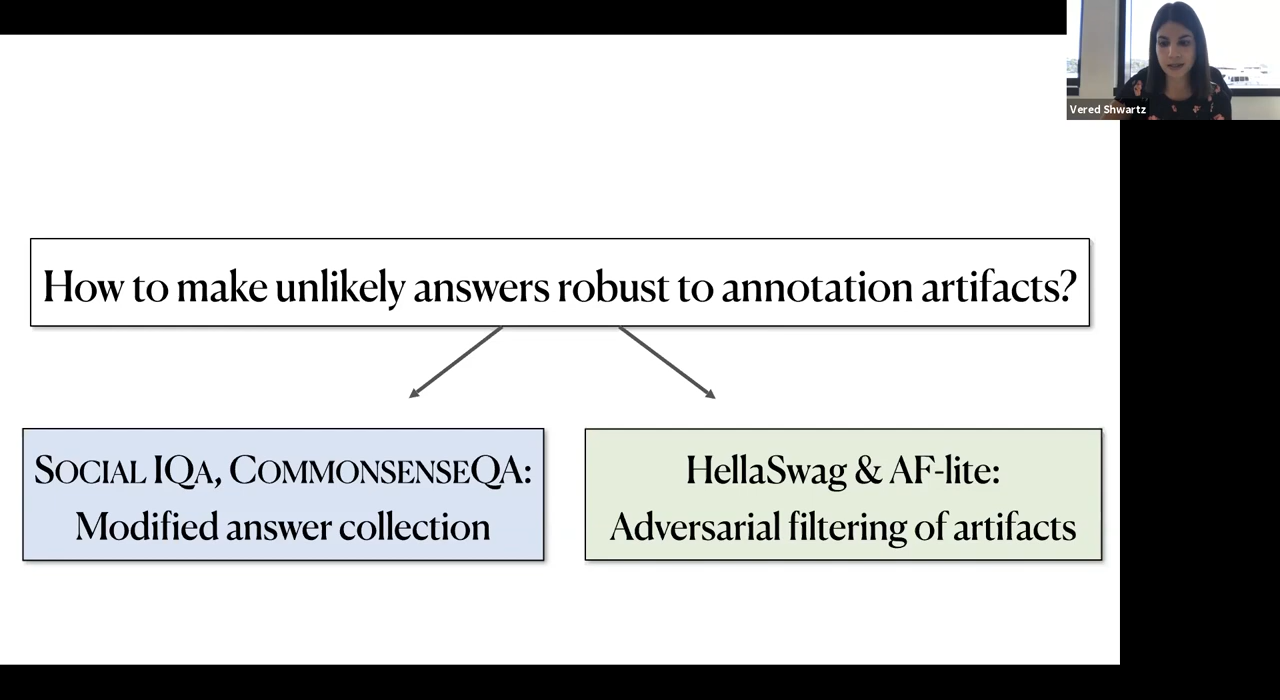 Vered Shwartz
How to make unlikely answers robust to annotation artifacts?
SOCIAL IQA, COMMONSENSEQA:
Modified answer collection
HellaSwag & AF-lite:
Adversarial filtering of artifacts